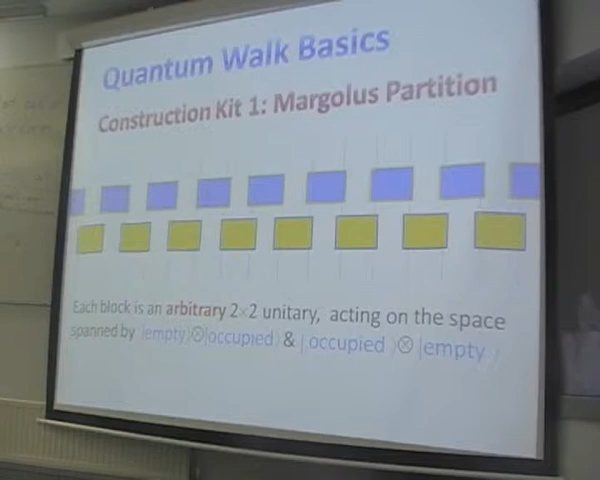 Quantum Walk Basics
Construction Kit 1: Margolus Partition
Each block is an arbitrary 2×2 unitary, acting on the space
spanned by |empty⟩⊗|occupied⟩ & |occupied⟩⊗|empty⟩